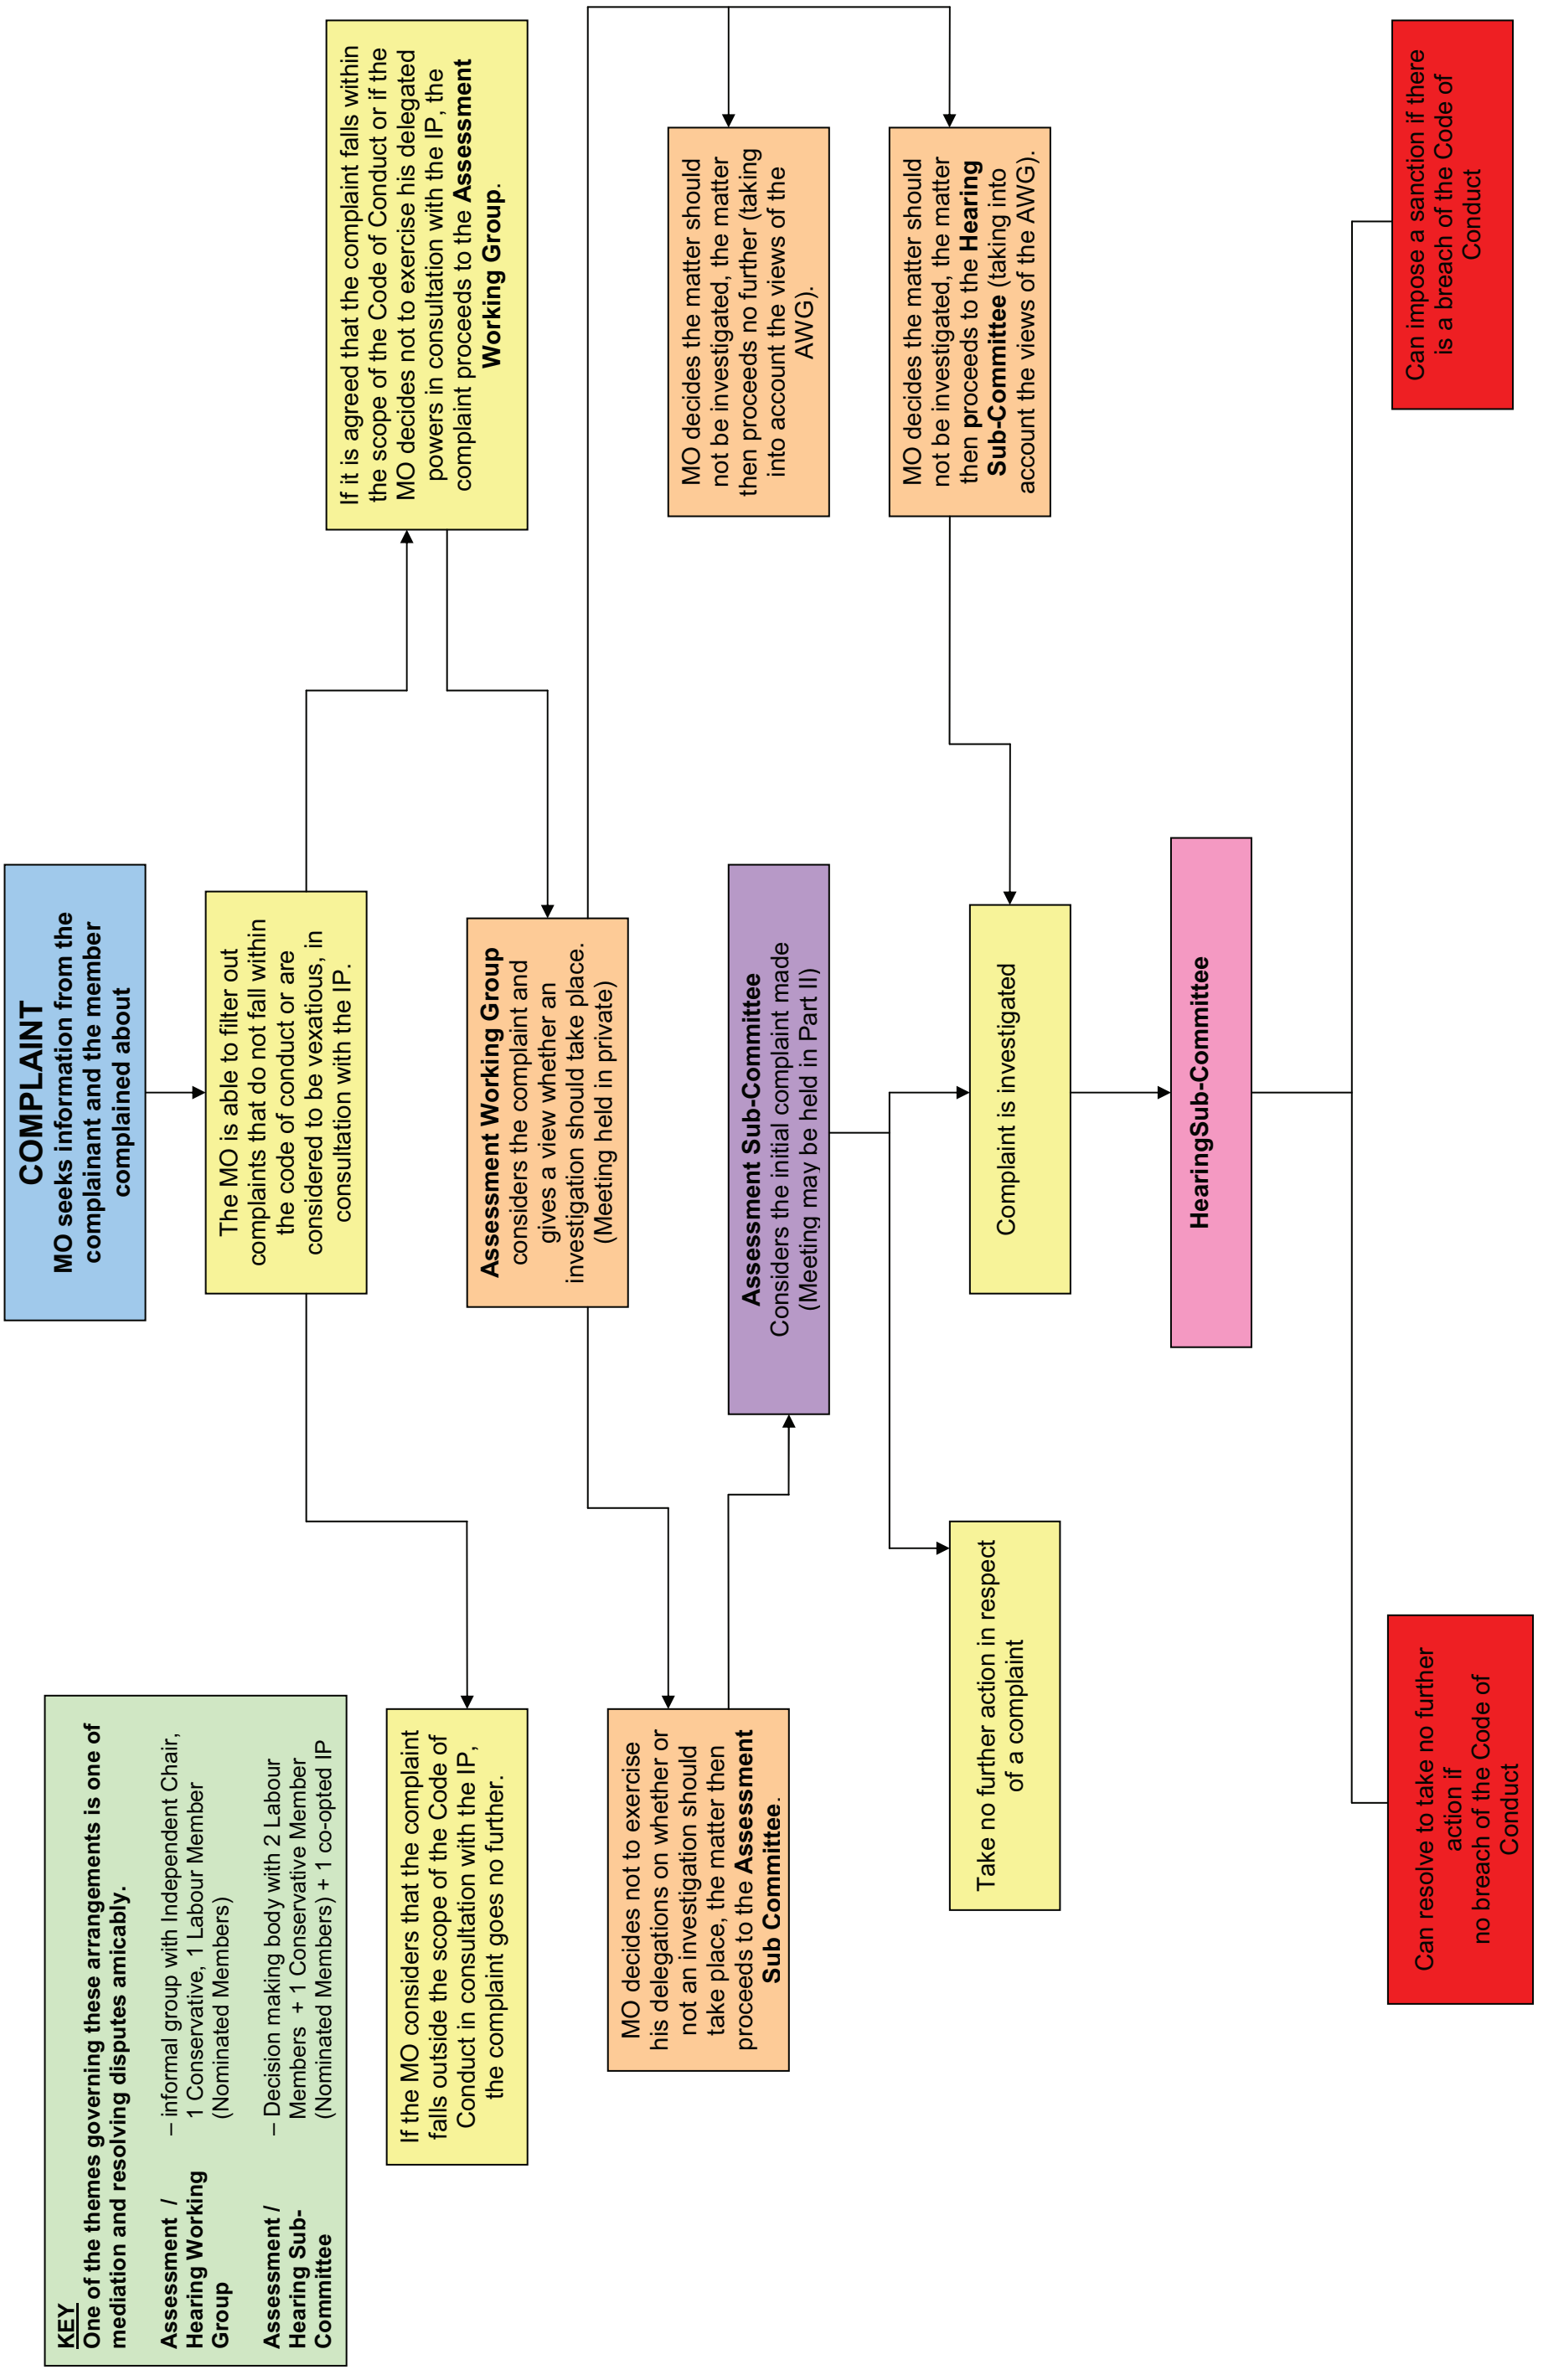 KEY
One of the themes governing these arrangements is one of
mediation and resolving disputes amicably.
Assessment /
Hearing Working
Group
– informal group with Independent Chair,
1 Conservative, 1 Labour Member
(Nominated Members)
Assessment /
Hearing Sub-
Committee
– Decision making body with 2 Labour
Members + 1 Conservative Member
(Nominated Members) + 1 co-opted IP
COMPLAINT
MO seeks information from the
complainant and the member
complained about
The MO is able to filter out
complaints that do not fall within
the code of conduct or are
considered to be vexatious, in
consultation with the IP.
If the MO considers that the complaint
falls outside the scope of the Code of
Conduct in consultation with the IP,
the complaint goes no further.
If it is agreed that the complaint falls within
the scope of the Code of Conduct or if the
MO decides not to exercise his delegated
powers in consultation with the IP, the
complaint proceeds to the Assessment
Working Group.
Assessment Working Group
considers the complaint and
gives a view whether an
investigation should take place.
(Meeting held in private)
MO decides not to exercise
his delegations on whether or
not an investigation should
take place, the matter then
proceeds to the Assessment
Sub Committee.
MO decides the matter should
not be investigated, the matter
then proceeds no further (taking
into account the views of the
AWG).
Assessment Sub-Committee
Considers the initial complaint made
(Meeting may be held in Part II)
MO decides the matter should
not be investigated, the matter
then proceeds to the Hearing
Sub-Committee (taking into
account the views of the AWG).
Take no further action in respect
of a complaint
Complaint is investigated
HearingSub-Committee
Can resolve to take no further
action if
no breach of the Code of
Conduct
Can impose a sanction if there
is a breach of the Code of
Conduct